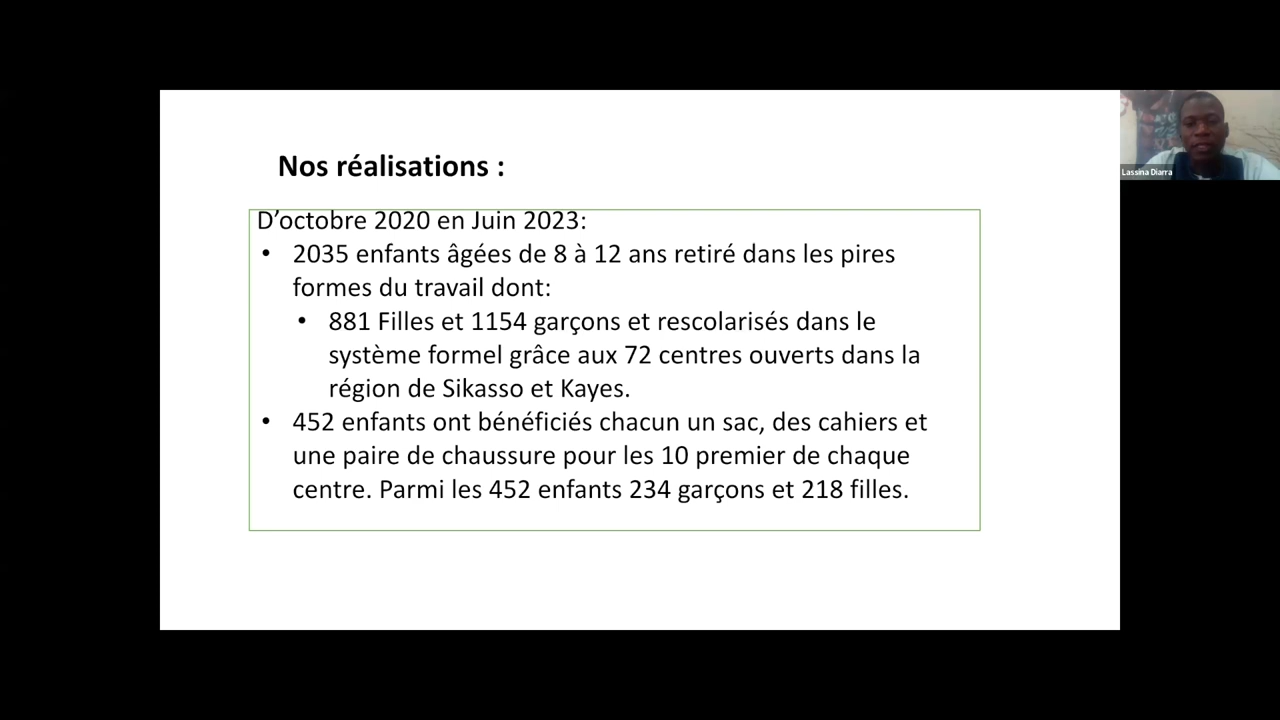 Nos réalisations :
D’octobre 2020 en Juin 2023:
• 2035 enfants âgées de 8 à 12 ans retiré dans les pires
formes du travail dont:
• 881 Filles et 1154 garçons et rescolarisés dans le
système formel grâce aux 72 centres ouverts dans la
région de Sikasso et Kayes.
• 452 enfants ont bénéficiés chacun un sac, des cahiers et
une paire de chaussure pour les 10 premier de chaque
centre. Parmi les 452 enfants 234 garçons et 218 filles.
Lassina Diarra